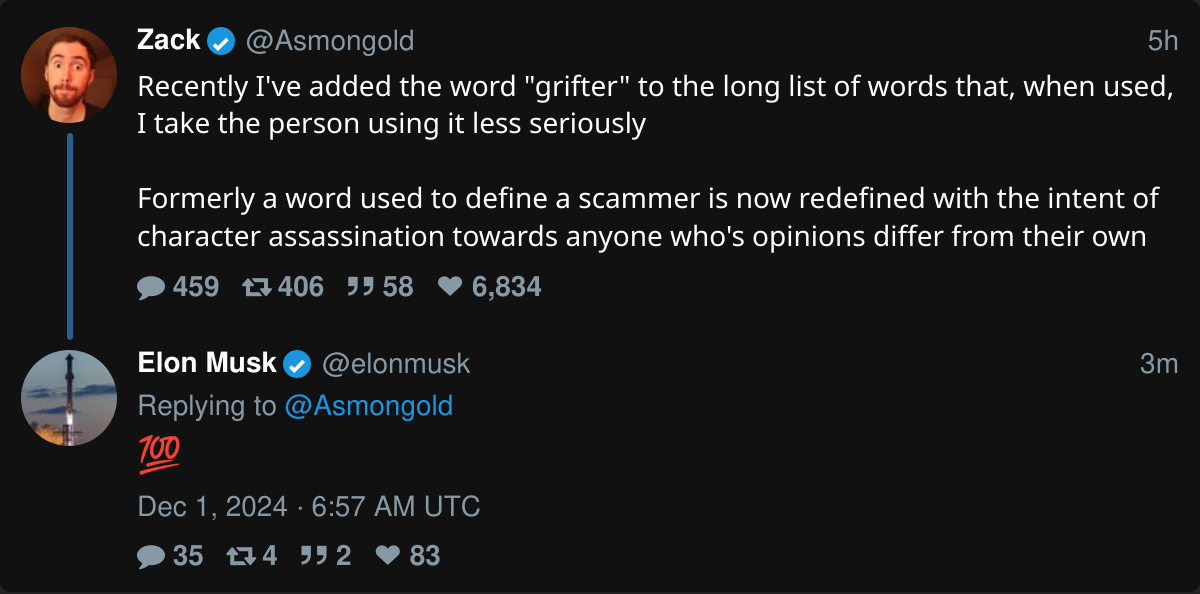 Zack @Asmongold 5h
Recently I've added the word "grifter" to the long list of words that, when used,
I take the person using it less seriously
Formerly a word used to define a scammer is now redefined with the intent of
character assassination towards anyone who's opinions differ from their own
459 406 58 6,834
Elon Musk @elonmusk 3m
Replying to @Asmongold
💯
Dec 1, 2024 · 6:57 AM UTC
35 4 2 83